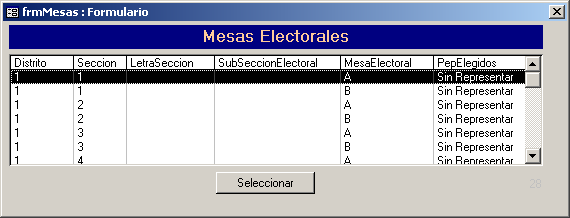 frmMesas : Formulario
Mesas Electorales
Distrito Seccion LetraSeccion SubSeccionElectoral MesaElectoral PepElegidos
1 1 A Sin Representar
1 1 B Sin Representar
1 2 A Sin Representar
1 2 B Sin Representar
1 3 A Sin Representar
1 3 B Sin Representar
1 4 A Sin Representar
Seleccionar
28